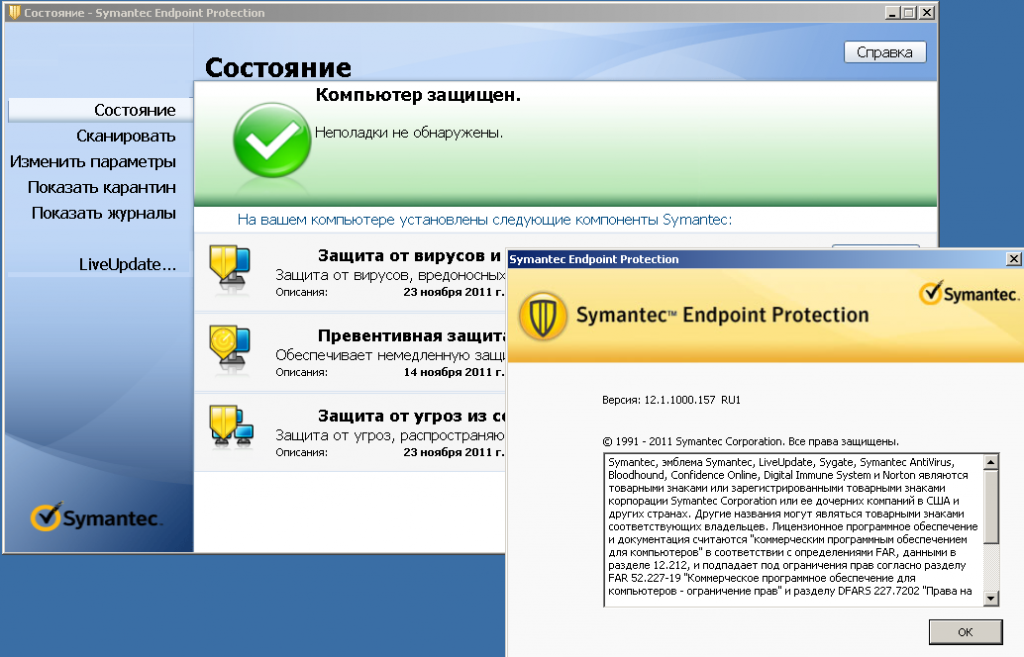 Состояние - Symantec Endpoint Protection
Справка
Состояние
Компьютер защищен.
Неполадки не обнаружены.
Состояние
Сканировать
Изменить параметры
Показать карантин
Показать журналы
LiveUpdate...
На вашем компьютере установлены следующие компоненты Symantec:
Защита от вирусов и
Защита от вирусов, вредоносных
Описания: 23 ноября 2011 г.
Превентивная защита
Обеспечивает немедленную
Описания: 14 ноября 2011 г.
Защита от угроз из
Защита от угроз,
Описания: 23 ноября 2011 г.
Symantec.
Symantec Endpoint Protection
Symantec.
Symantec™ Endpoint Protection
Версия: 12.1.1000.157 RU1
© 1991 - 2011 Symantec Corporation. Все права защищены.
Symantec, эмблема Symantec, LiveUpdate, Sygate, Symantec AntiVirus,
Bloodhound, Confidence Online, Digital Immune System и Norton являются
товарными знаками или зарегистрированными товарными знаками
корпорации Symantec Corporation или ее дочерних компаний в США и
других странах. Другие названия могут являться товарными знаками
соответствующих владельцев. Лицензионное программное обеспечение
и документация считаются "коммерческим программным обеспечением
для компьютеров" в соответствии с определениями FAR, данными в
разделе 12.212, и подпадает под ограничения прав согласно разделу
FAR 52.227-19 "Коммерческое программное обеспечение для
компьютеров - ограничение прав" и разделу DFARS 227.7202 "Права на
OK